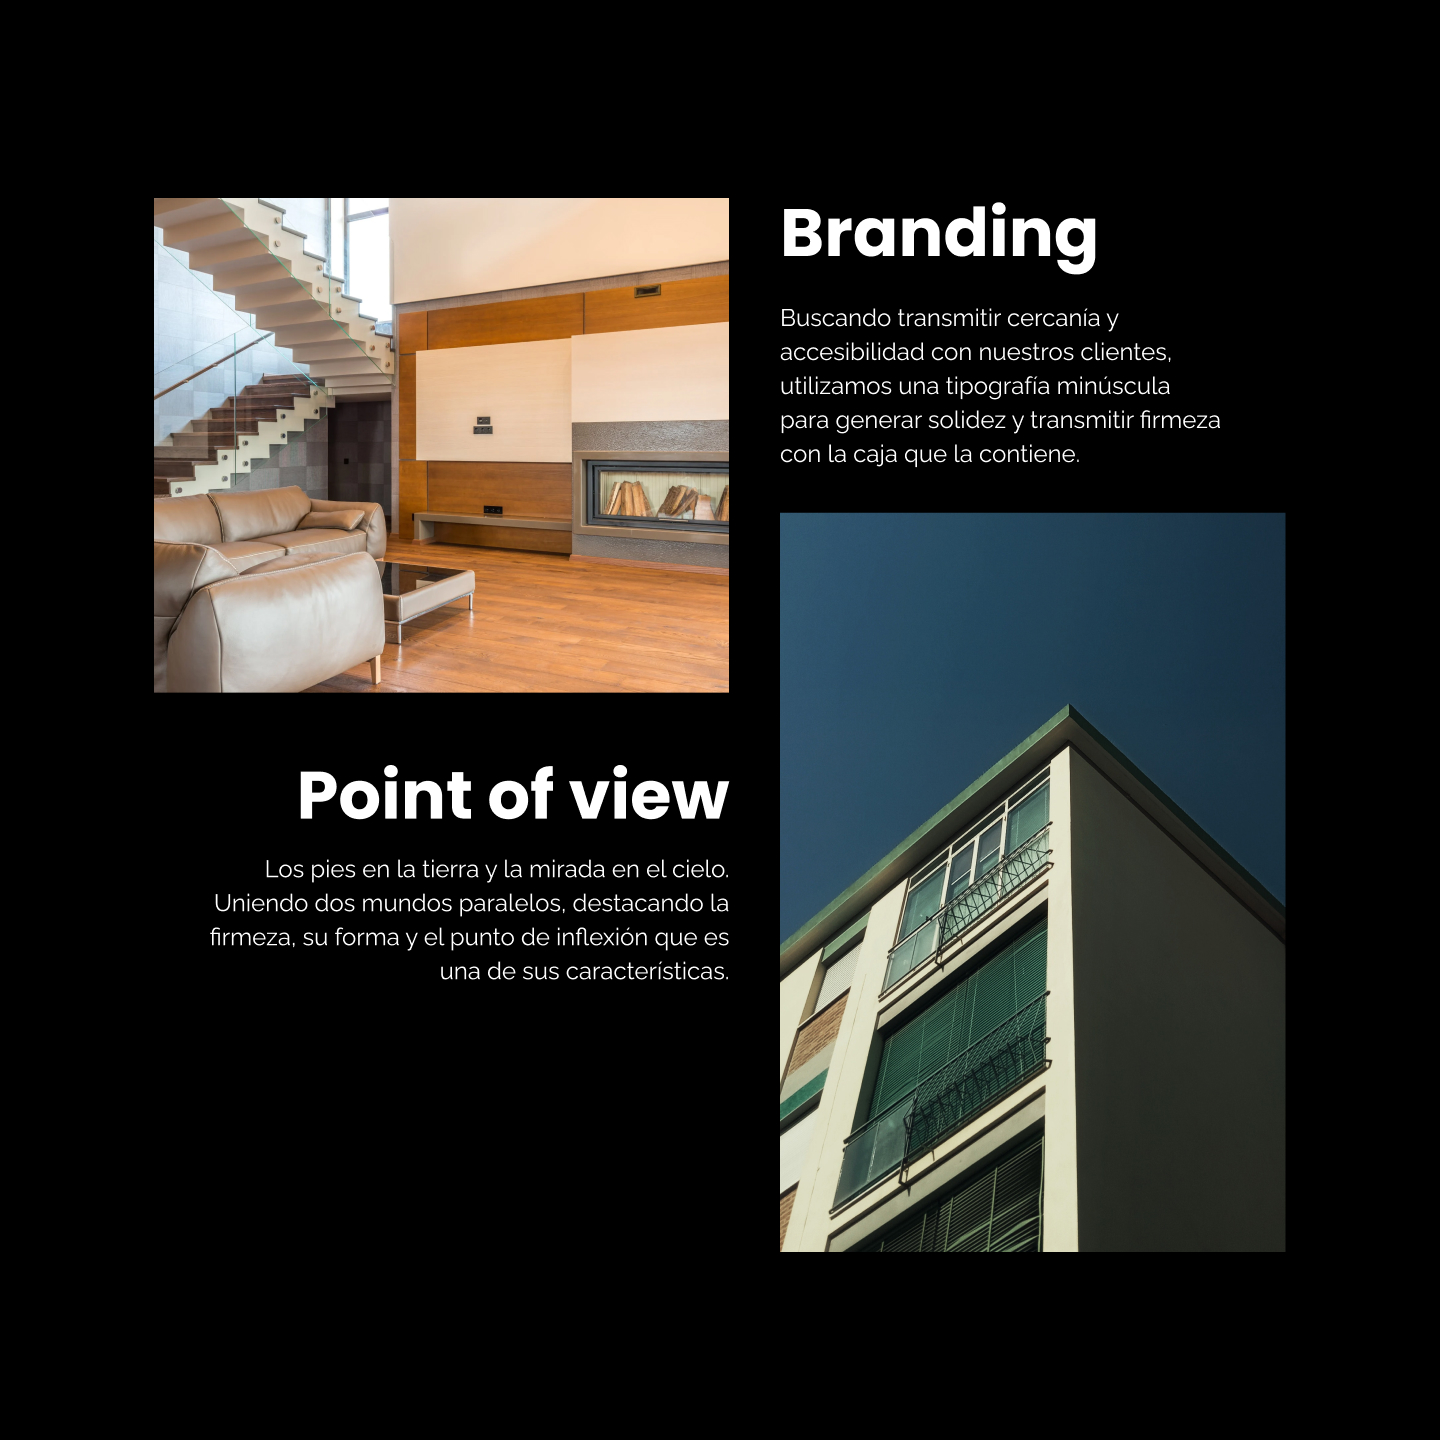 Branding
Buscando transmitir cercanía y
accesibilidad con nuestros clientes,
utilizamos una tipografía minúscula
para generar solidez y transmitir firmeza
con la caja que la contiene.
Point of view
Los pies en la tierra y la mirada en el cielo.
Uniendo dos mundos paralelos, destacando la
firmeza, su forma y el punto de inflexión que es
una de sus características.